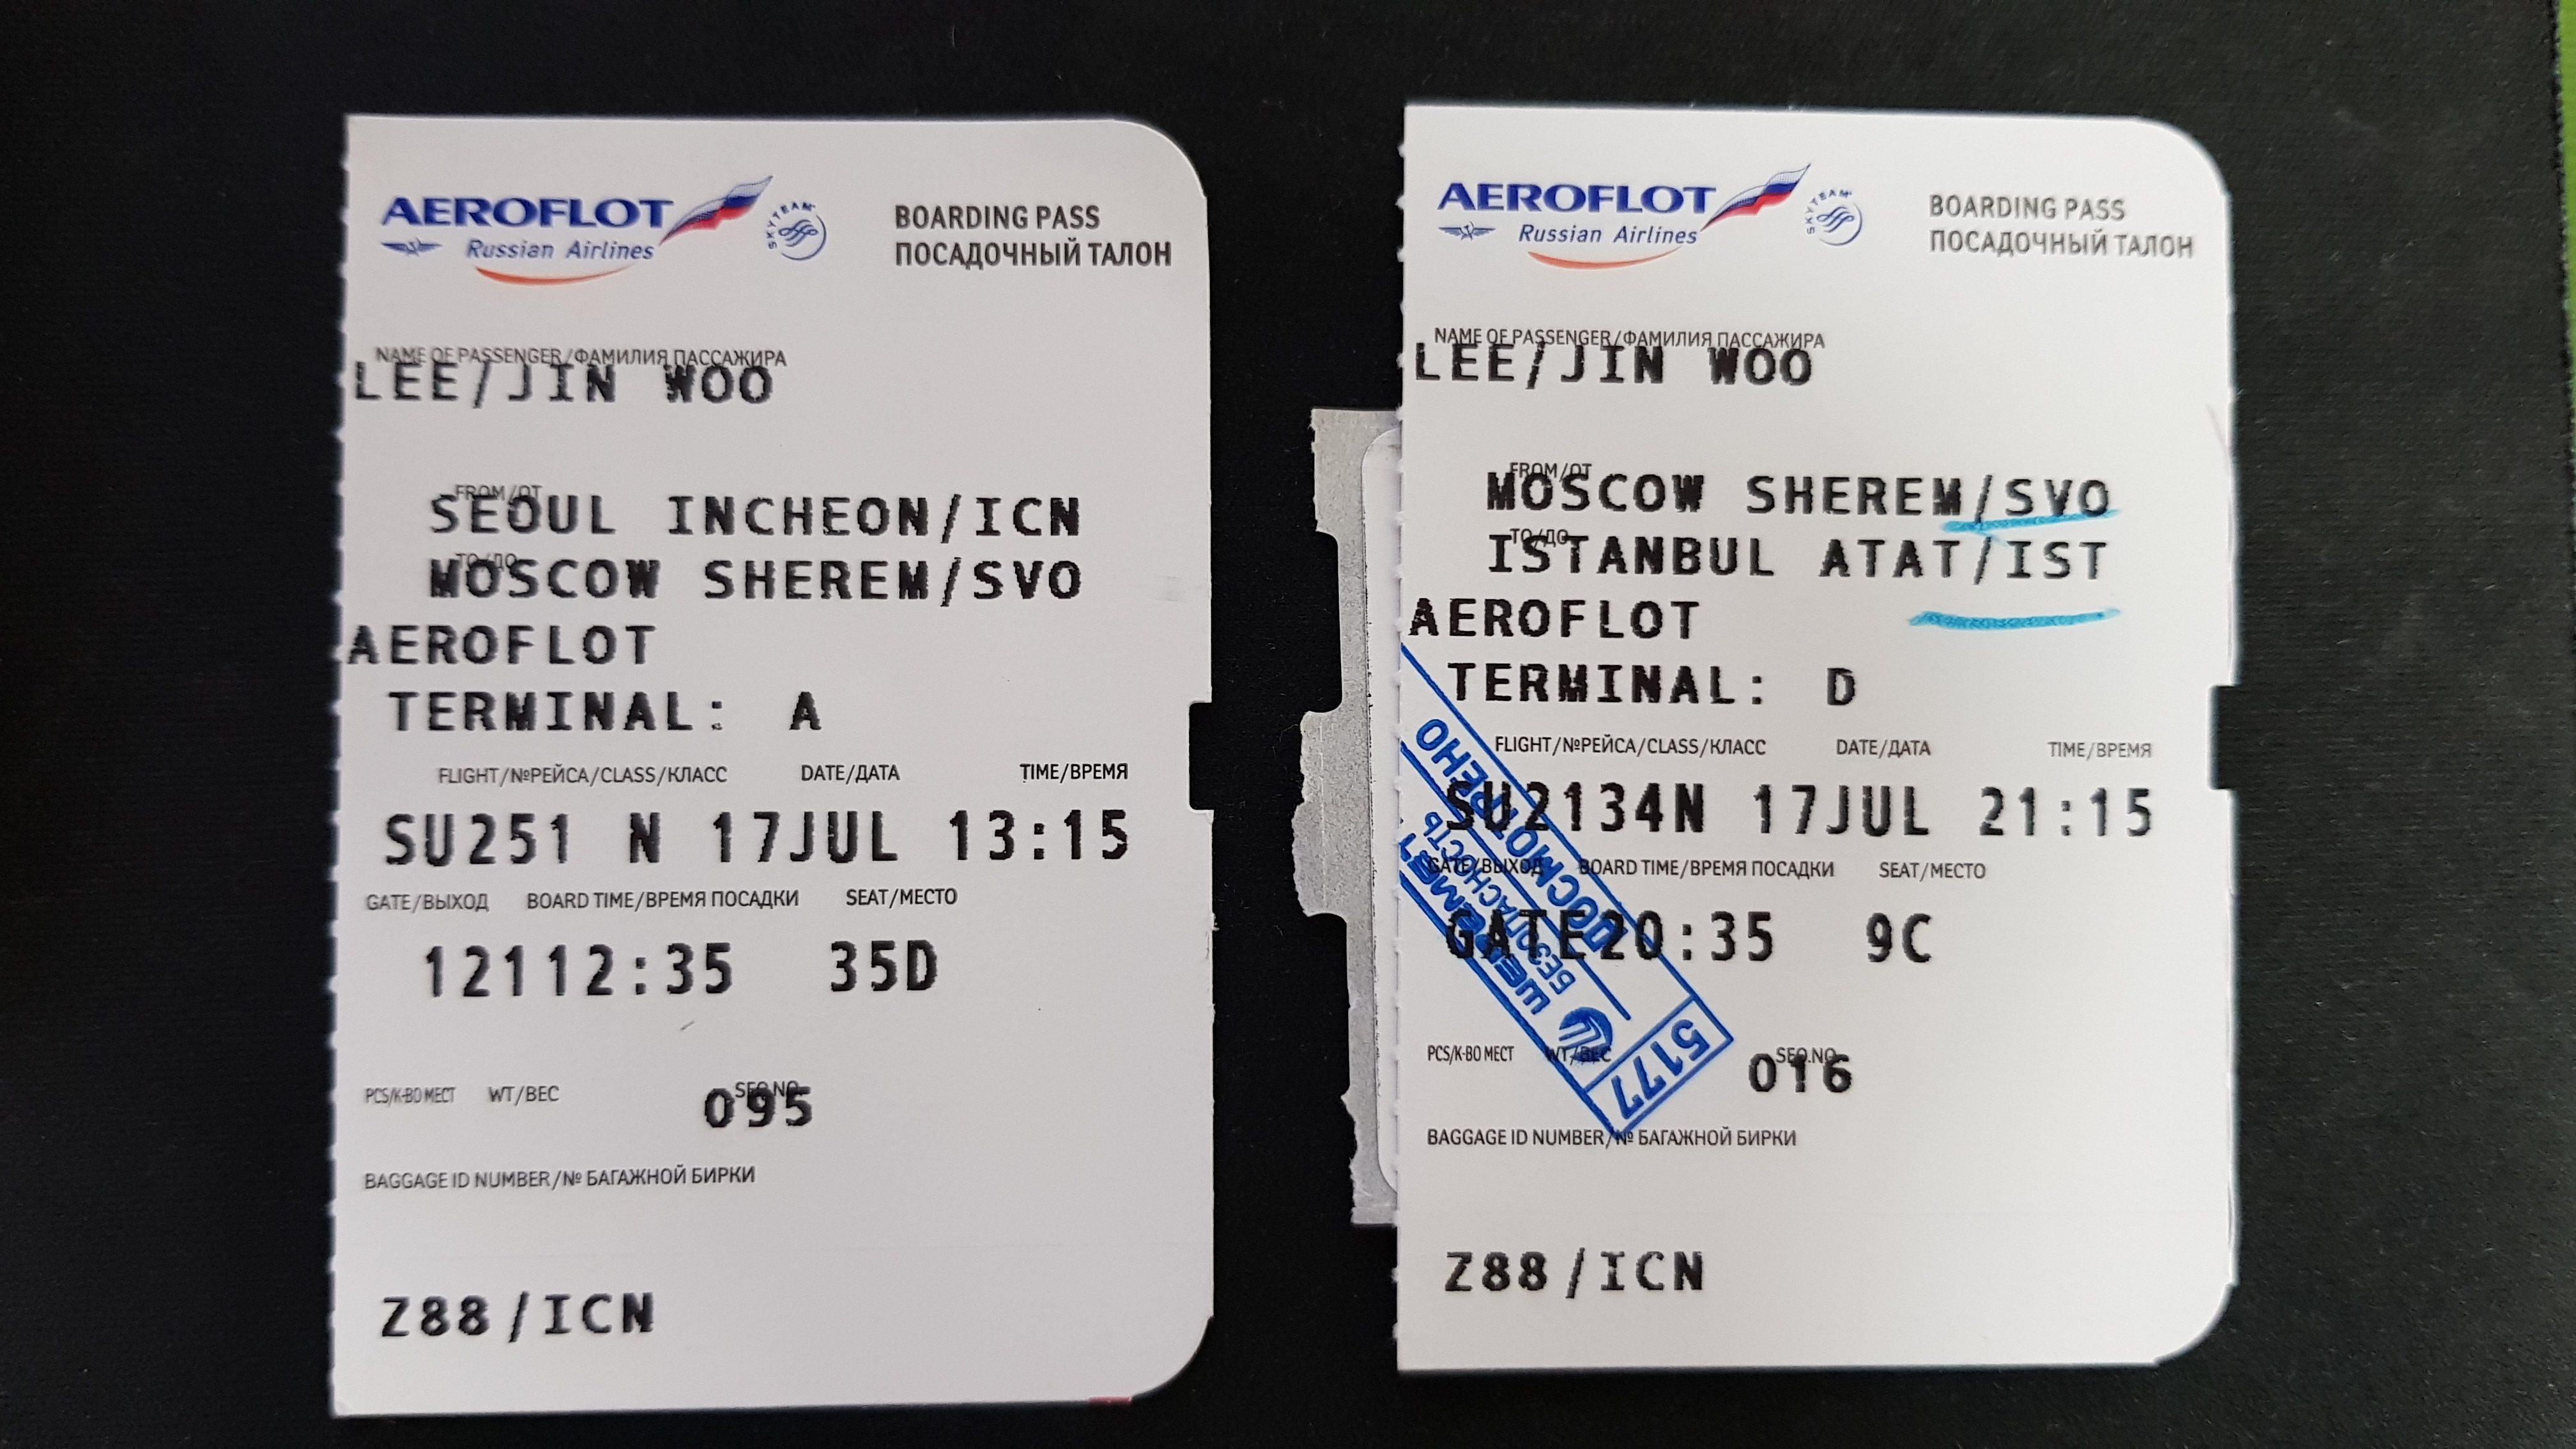 AEROFLOT
Russian Airlines
SKYTEAM
BOARDING PASS
ПОСАДОЧНЫЙ ТАЛОН
NAME OF PASSENGER/ФАМИЛИЯ ПАССАЖИРА
LEE/JIN WOO
FROM/ОТ
SEOUL INCHEON/ICN
TO/ДО
MOSCOW SHEREM/SVO
AEROFLOT
TERMINAL: A
FLIGHT/№РЕЙСА/CLASS/КЛАСС DATE/ДАТА TIME/ВРЕМЯ
SU251 N 17JUL 13:15
GATE/ВЫХОД BOARD TIME/ВРЕМЯ ПОСАДКИ SEAT/МЕСТО
12112:35 35D
PCS/К-ВО МЕСТ WT/ВЕС SEQ.NO.
095
BAGGAGE ID NUMBER/№ БАГАЖНОЙ БИРКИ
Z88/ICN
AEROFLOT
Russian Airlines
SKYTEAM
BOARDING PASS
ПОСАДОЧНЫЙ ТАЛОН
NAME OF PASSENGER/ФАМИЛИЯ ПАССАЖИРА
LEE/JIN WOO
FROM/ОТ
MOSCOW SHEREM/SVO
TO/ДО
ISTANBUL ATAT/IST
AEROFLOT
TERMINAL: D
FLIGHT/№РЕЙСА/CLASS/КЛАСС DATE/ДАТА TIME/ВРЕМЯ
SU2134N 17JUL 21:15
GATE/ВЫХОД BOARD TIME/ВРЕМЯ ПОСАДКИ SEAT/МЕСТО
GATE20:35 9C
PCS/К-ВО МЕСТ WT/ВЕС SEQ.NO.
016
BAGGAGE ID NUMBER/№ БАГАЖНОЙ БИРКИ
Z88/ICN
БЕЗОПАСНОСТЬ
ДОСМОТРЕНО
5177